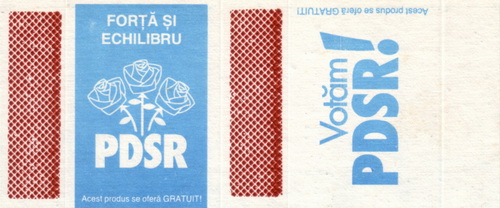 FORȚĂ ȘI
ECHILIBRU
PDSR
Acest produs se oferă GRATUIT!
Acest produs se oferă GRATUIT!
Votăm
PDSR!